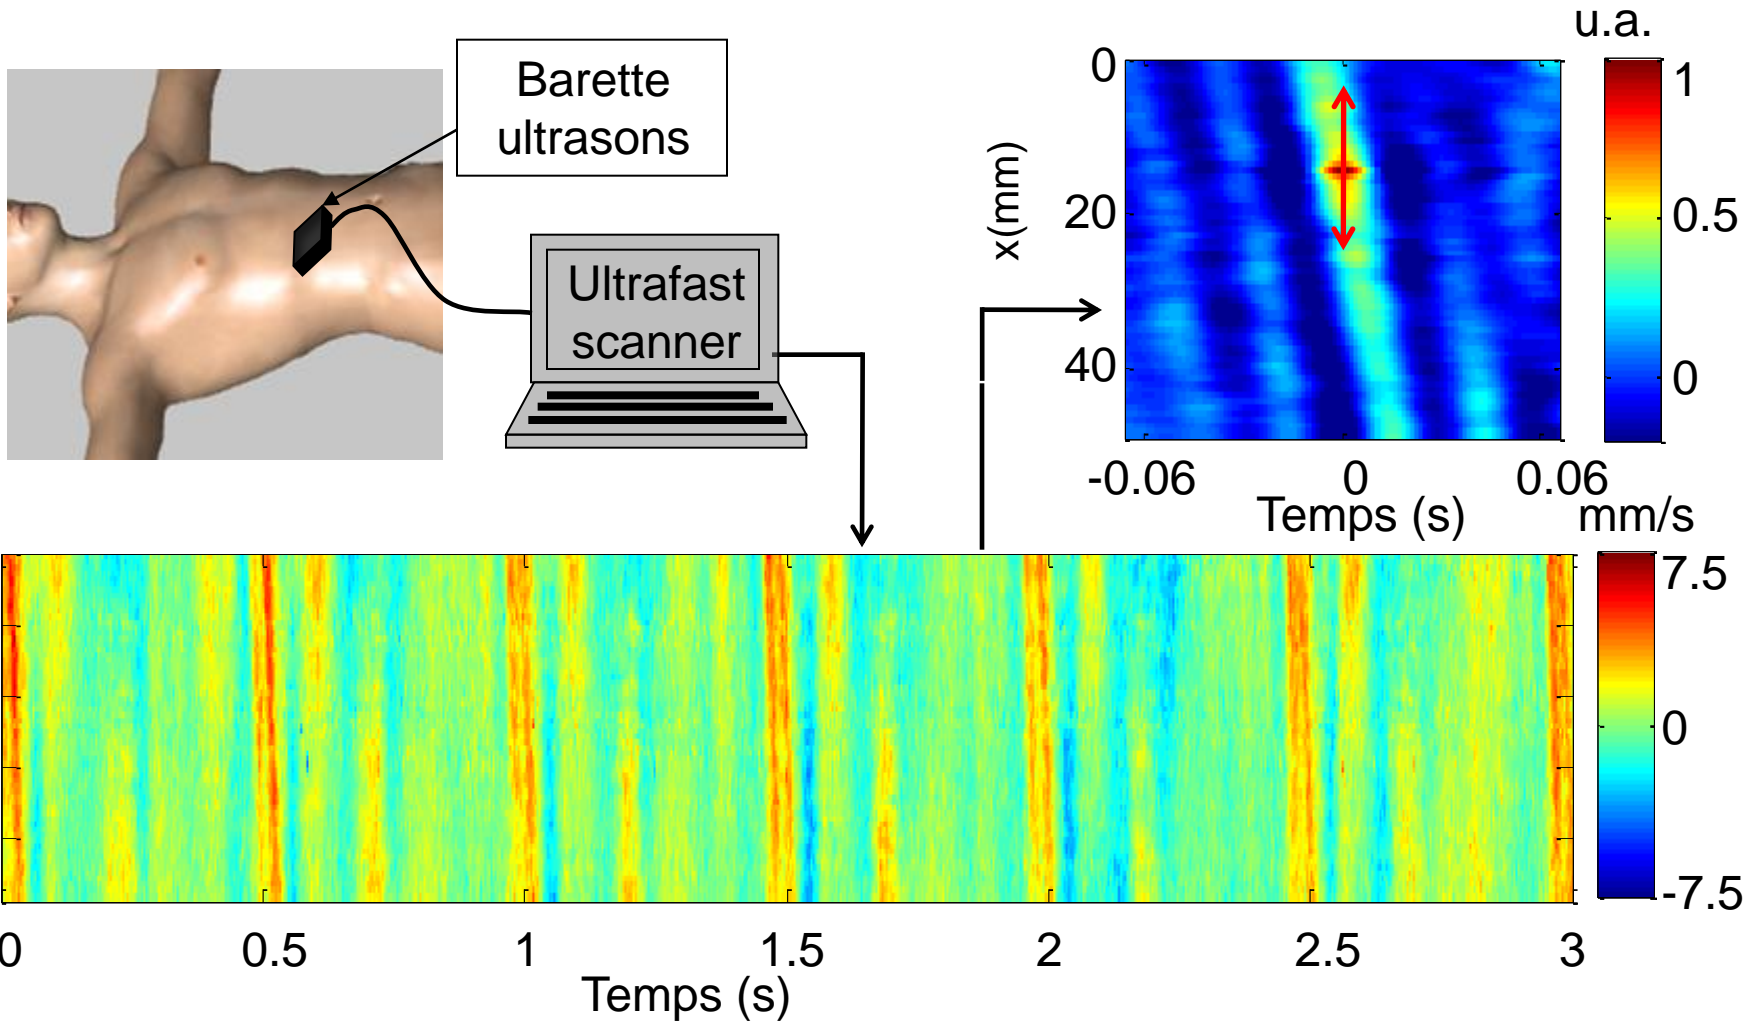 Barette
ultrasons
Ultrafast
scanner
u.a.
x(mm)
0
20
40
1
0.5
0
-0.06 0 0.06
Temps (s)
mm/s
7.5
0
-7.5
0 0.5 1 1.5 2 2.5 3
Temps (s)